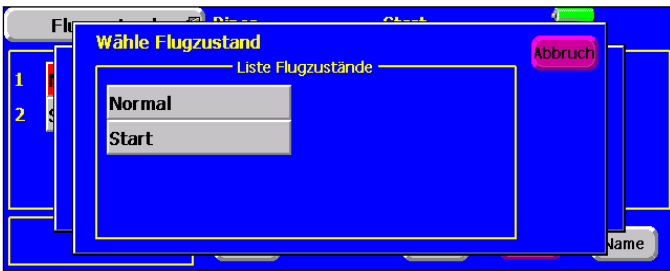 Wähle Flugzustand
Abbruch
Liste Flugzustände
Normal
Start
1
2
Name